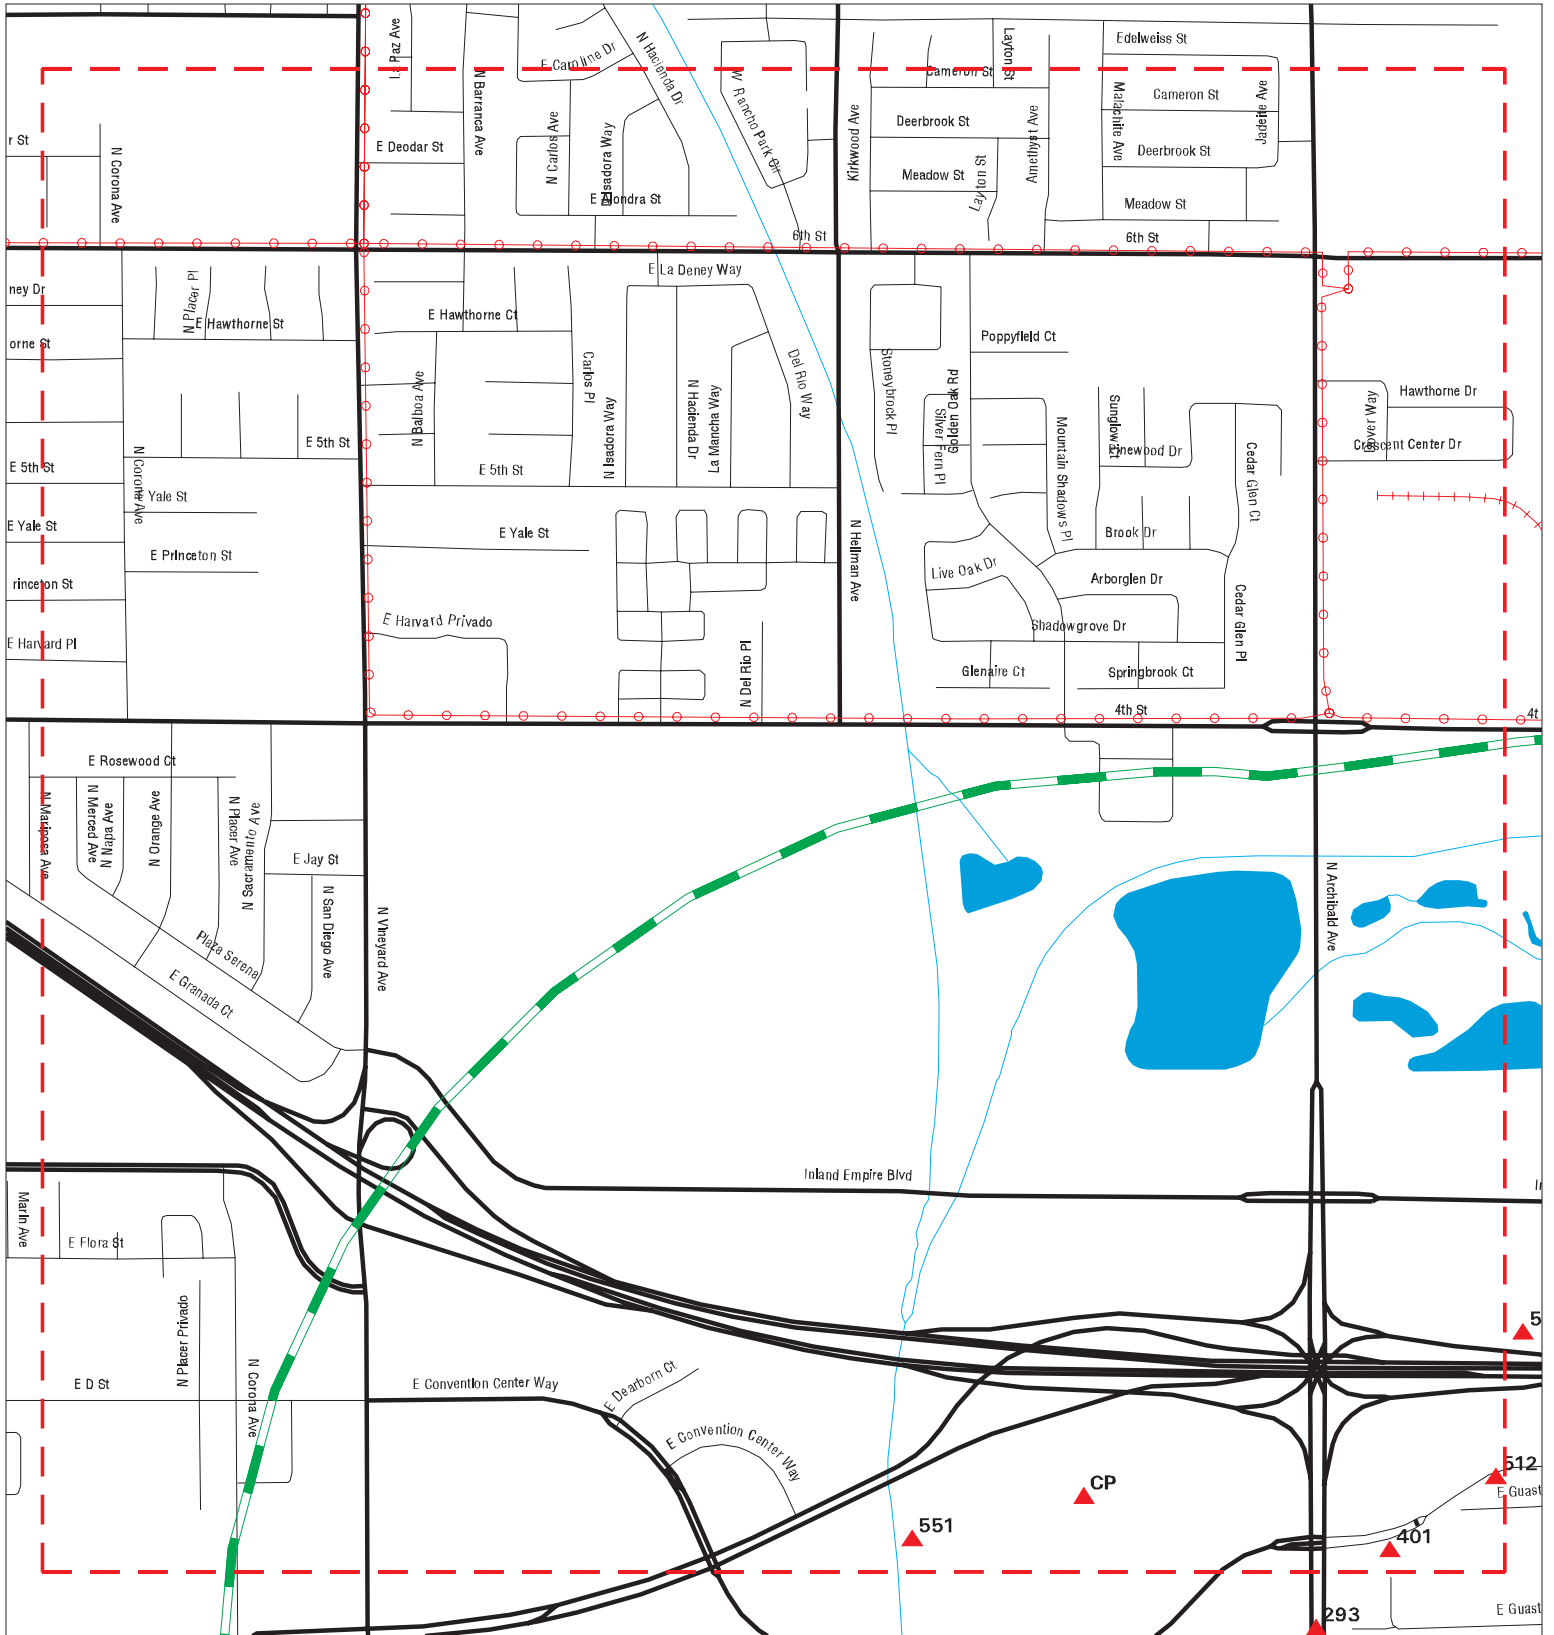 La Paz Ave
N Barranca Ave
E Caroline Dr
N Hacienda Dr
W Rancho Park Cir
Layton St
Edelweiss St
Cameron St
Cameron St
Malachite Ave
Kirkwood Ave
Deerbrook St
Amethyst Ave
Deerbrook St
r St
N Corona Ave
E Deodar St
N Carlos Ave
N Isadora Way
E Alondra St
Meadow St
Layton St
Meadow St
6th St
6th St
ney Dr
N Placer Pl
E Hawthorne St
E La Deney Way
E Hawthorne Ct
orne St
Poppyfield Ct
Carlos Pl
Del Rio Way
Stoneybrook Pl
N Balboa Ave
N Isadora Way
N Hacienda Dr
La Mancha Way
Golden Oak Rd
Silver Fern Pl
Mountain Shadows Pl
Hawthorne Dr
Crescent Center Dr
Cedar Glen Ct
E 5th St
E 5th St
E 5th St
N Corona Ave
E Yale St
E Yale St
E Yale St
E Princeton St
rinceton St
N Hellman Ave
Brook Dr
Live Oak Dr
Arborglen Dr
Cedar Glen Pl
E Harvard Privado
E Harvard Pl
Shadowgrove Dr
N Del Rio Pl
Glenaire Ct
Springbrook Ct
4th St
4t
E Rosewood Ct
N Mariposa Ave
N Merced Ave
N Nada Ave
N Orange Ave
N Placer Ave
N Sacramento Ave
E Jay St
N San Diego Ave
N Vineyard Ave
N Archibald Ave
Plaza Serena
E Granada Ct
Inland Empire Blvd
In
Marin Ave
E Flora St
N Placer Privado
N Corona Ave
E D St
E Convention Center Way
E Dearborn Ct
E Convention Center Way
5
512
E Guast
CP
551
401
293
E Guast